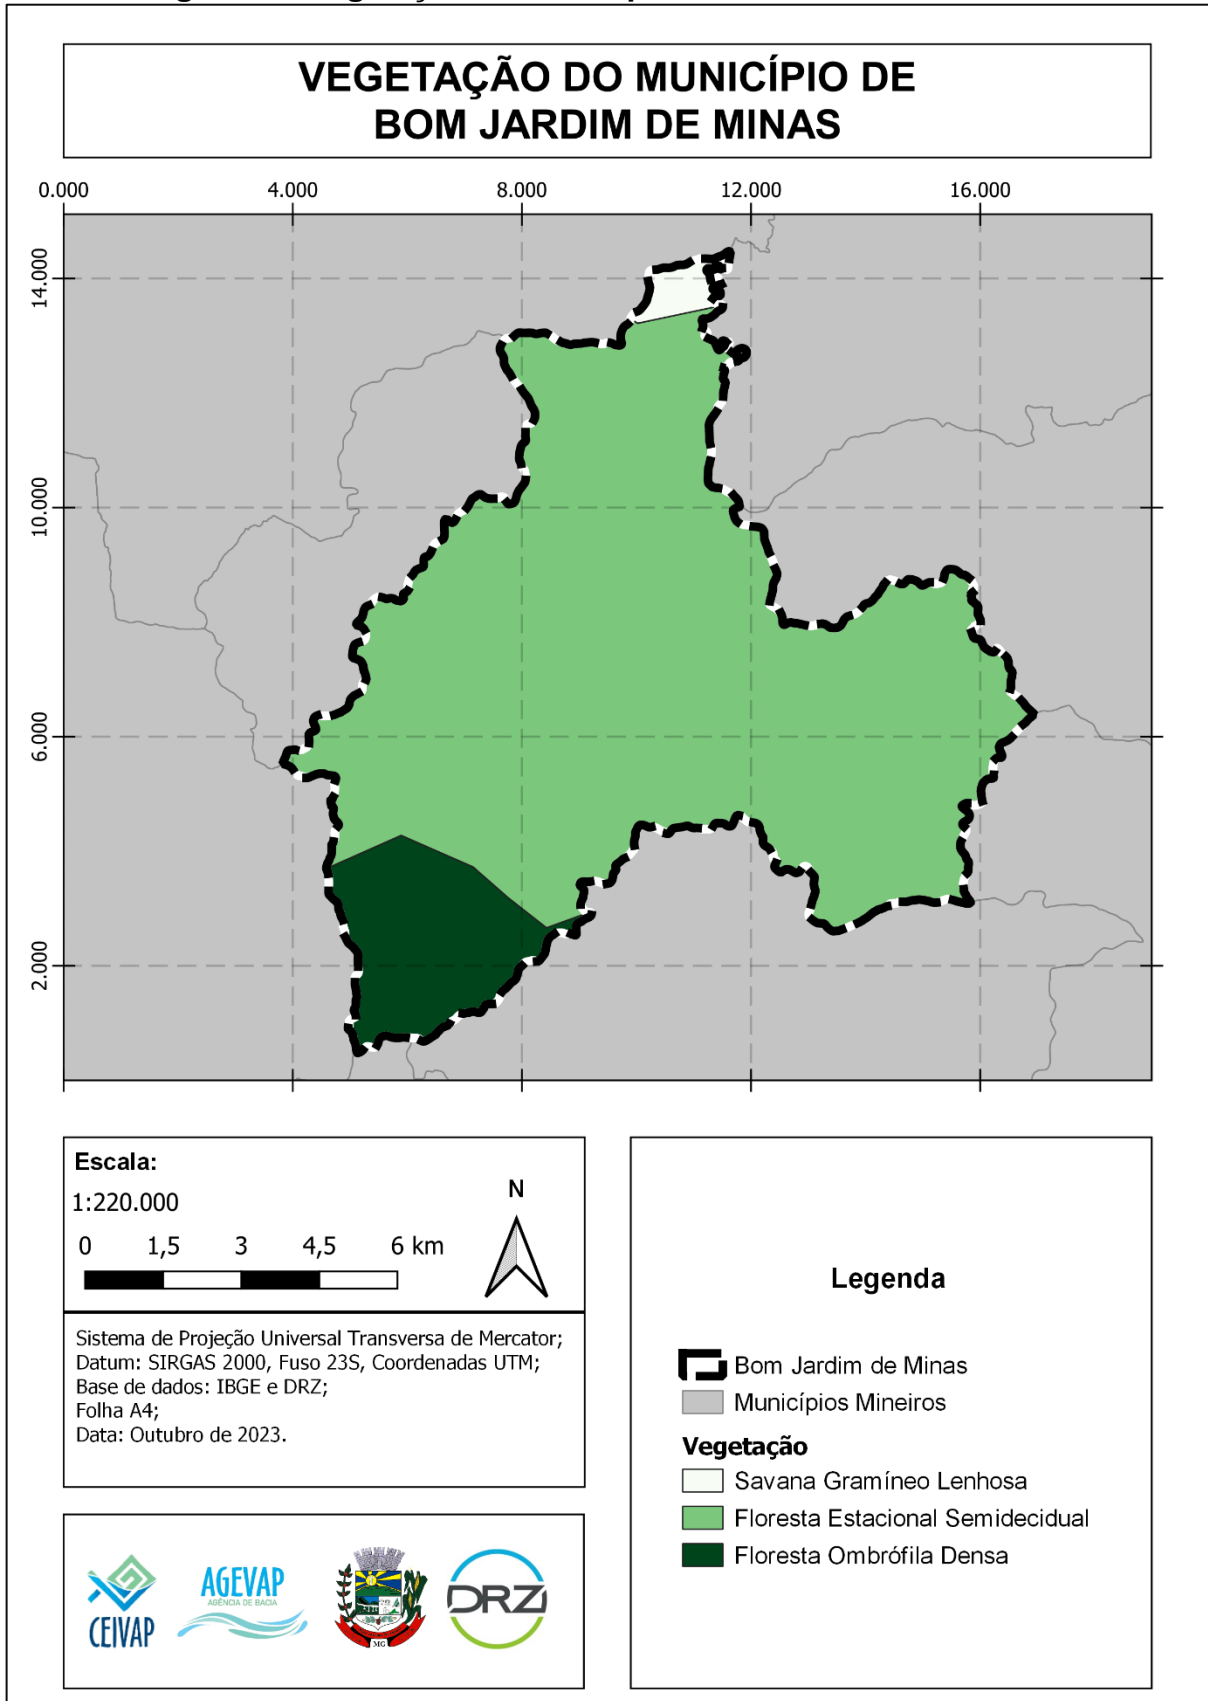 VEGETAÇÃO DO MUNICÍPIO DE
BOM JARDIM DE MINAS
0.000 4.000 8.000 12.000 16.000
14.000
10.000
6.000
2.000
Escala:
1:220.000
0 1,5 3 4,5 6 km
N
Sistema de Projeção Universal Transversa de Mercator;
Datum: SIRGAS 2000, Fuso 23S, Coordenadas UTM;
Base de dados: IBGE e DRZ;
Folha A4;
Data: Outubro de 2023.
Legenda
Bom Jardim de Minas
Municípios Mineiros
Vegetação
Savana Gramíneo Lenhosa
Floresta Estacional Semidecidual
Floresta Ombrófila Densa
CEIVAP
AGEVAP
AGÊNCIA DE BACIA
MG
DRZ